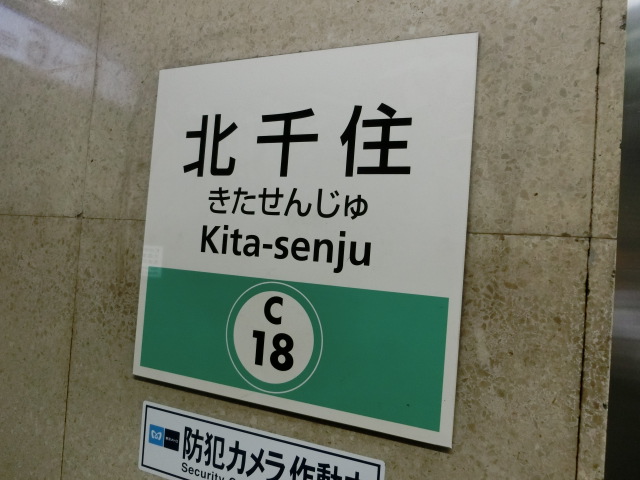 北千住
きたせんじゅ
Kita-senju
C
18
防犯カメラ作動
Security